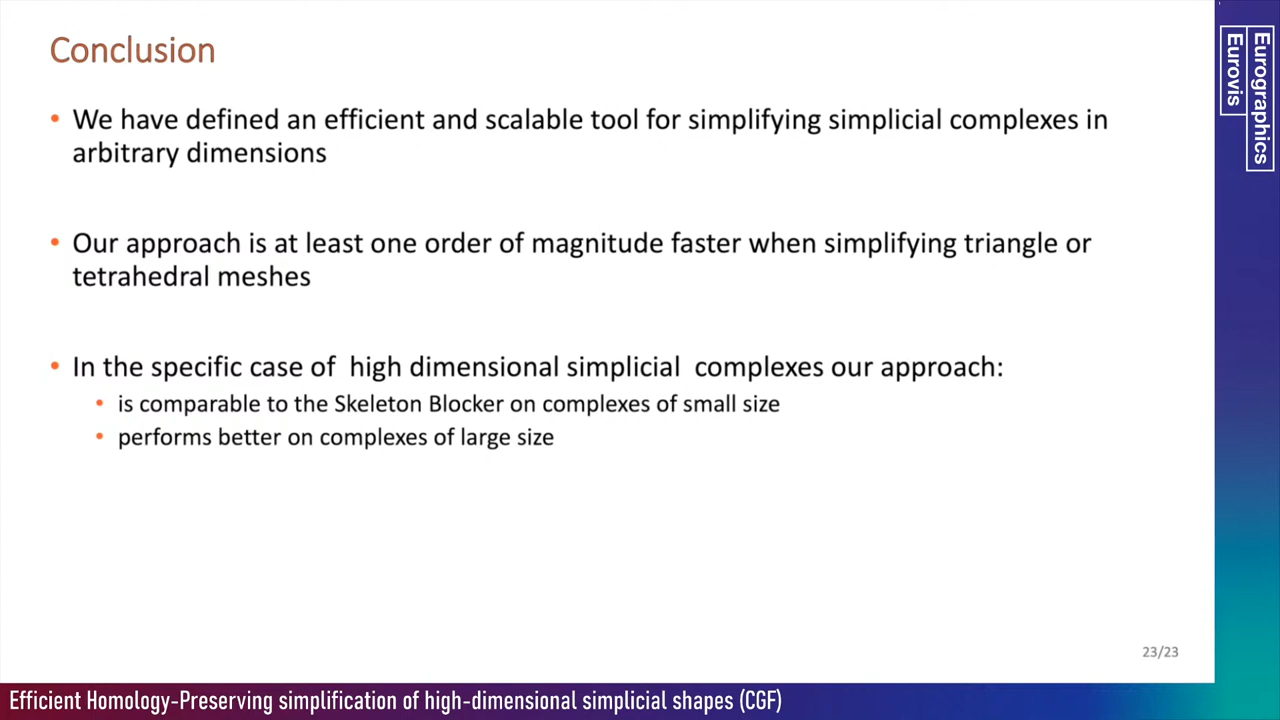 Conclusion
• We have defined an efficient and scalable tool for simplifying simplicial complexes in
arbitrary dimensions
• Our approach is at least one order of magnitude faster when simplifying triangle or
tetrahedral meshes
• In the specific case of high dimensional simplicial complexes our approach:
• is comparable to the Skeleton Blocker on complexes of small size
• performs better on complexes of large size
23/23
Eurographics
Eurovis
Efficient Homology-Preserving simplification of high-dimensional simplicial shapes (CGF)